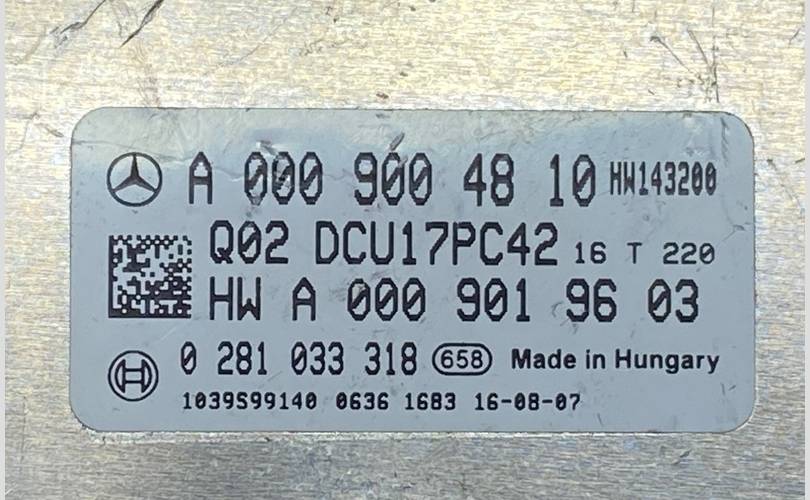 A 000 900 48 10 HW143200
Q02 DCU17PC42 16 T 220
HW A 000 901 96 03
0 281 033 318 658 Made in Hungary
1039S99140 0636 1683 16-08-07